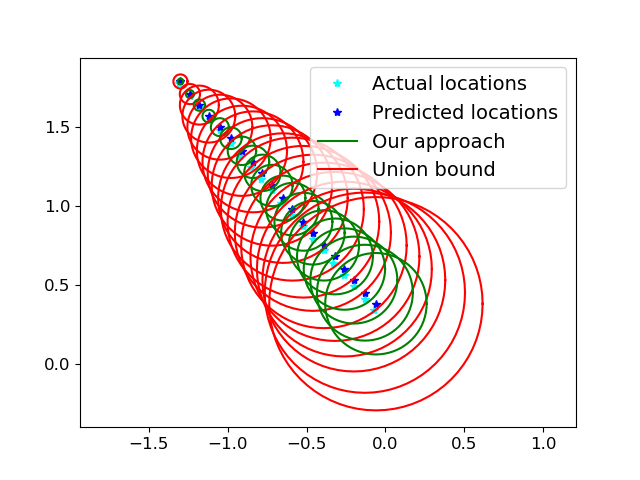 Actual locations
Predicted locations
Our approach
Union bound
1.5
1.0
0.5
0.0
−1.5 −1.0 −0.5 0.0 0.5 1.0